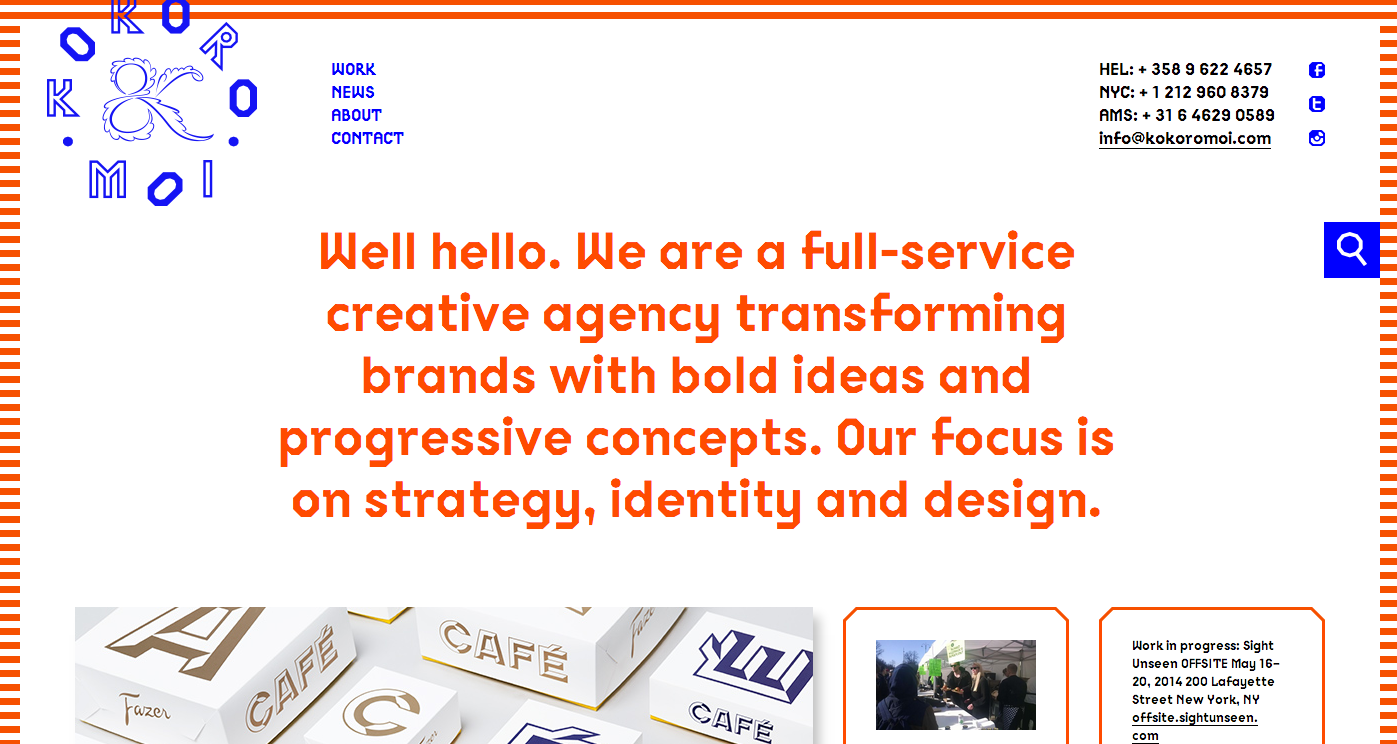 KOKORO
&
MOI
WORK
NEWS
ABOUT
CONTACT
HEL: + 358 9 622 4657
NYC: + 1 212 960 8379
AMS: + 31 6 4629 0589
info@kokoromoi.com
Well hello. We are a full-service
creative agency transforming
brands with bold ideas and
progressive concepts. Our focus is
on strategy, identity and design.
A
CAFÉ
Fazer
CAFÉ
Fazer
C
CAFÉ
Work in progress: Sight
Unseen OFFSITE May 16–
20, 2014 200 Lafayette
Street New York, NY
offsite.sightunseen.
com